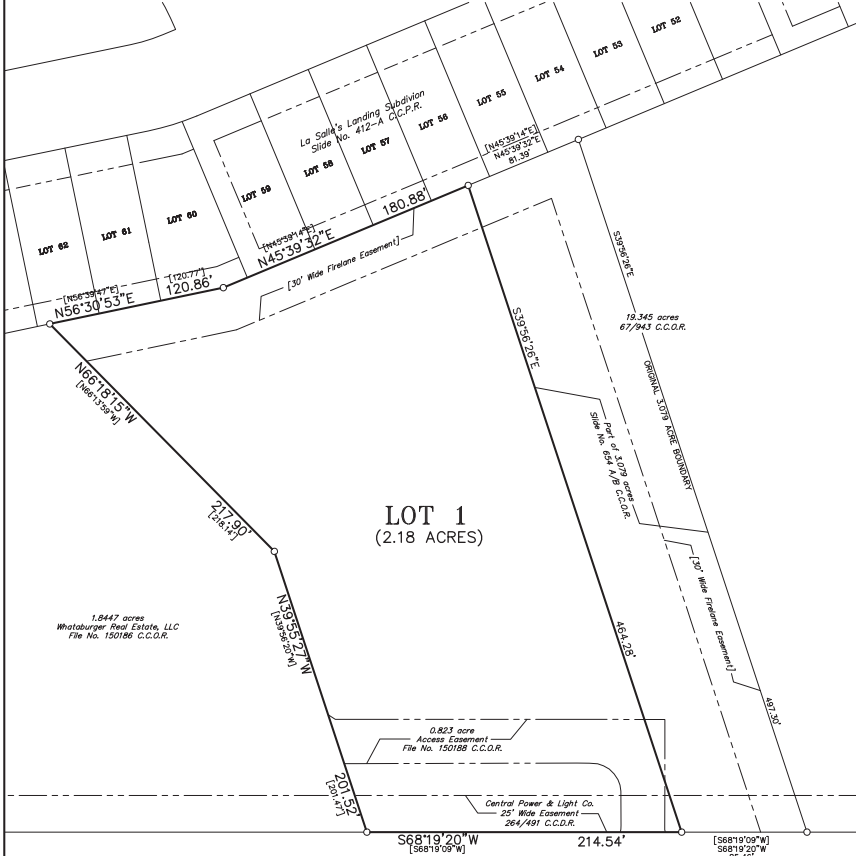 LOT 52
LOT 53
LOT 54
LOT 55
LOT 56
LOT 57
LOT 58
LOT 59
LOT 60
LOT 61
LOT 62
La Salle's Landing Subdivion
Slide No. 412-A C.C.P.R.
[N45°39'14"E]
N45°39'32"E
81.39'
180.88'
[N45°39'14"E]
N45°39'32"E
[30' Wide Firelane Easement]
[120.77']
120.86'
[N56°39'47"E]
N56°30'53"E
N66°18'15"W
[N66°13'59"W]
217.90'
[218.14']
S39°56'26"E
S39°56'26"E
19.345 acres
67/943 C.C.O.R.
ORIGINAL 3.079 ACRE BOUNDARY
Part of 3.079 acres
Slide No. 654 A/B C.C.O.R.
LOT 1
(2.18 ACRES)
[30' Wide Firelane Easement]
464.28'
497.30'
1.8447 acres
Whataburger Real Estate, LLC
File No. 150186 C.C.O.R.
N39°55'27"W
[N39°56'20"W]
201.52'
[201.47']
0.823 acre
Access Easement
File No. 150188 C.C.O.R.
Central Power & Light Co.
25' Wide Easement
264/491 C.C.D.R.
S68°19'20"W
[S68°19'09"W]
214.54'
[S68°19'09"W]
S68°19'20"W